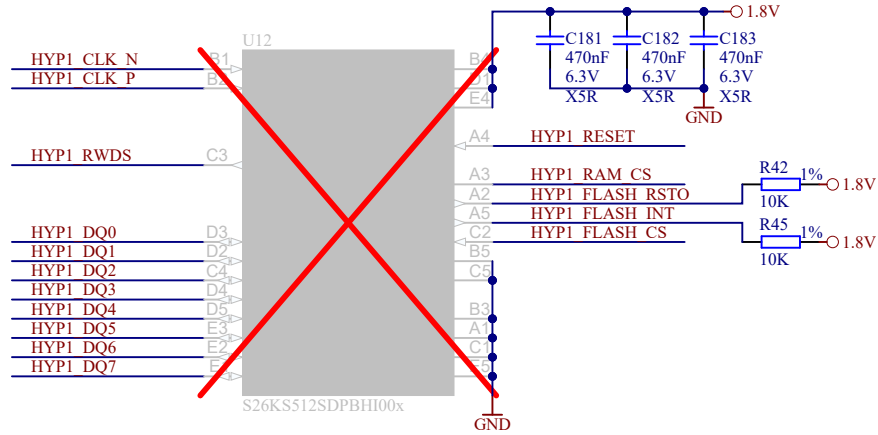 U12
1.8V
C181
C182
C183
470nF
470nF
470nF
6.3V
6.3V
6.3V
X5R
X5R
X5R
GND
HYP1_CLK_N
B1
B4
HYP1_CLK_P
B2
D1
E4
A4
HYP1_RESET
HYP1_RWDS
C3
A3
HYP1_RAM_CS
A2
HYP1_FLASH_RSTO
R42
1%
1.8V
10K
A5
HYP1_FLASH_INT
C2
HYP1_FLASH_CS
R45
1%
1.8V
10K
HYP1_DQ0
D3
HYP1_DQ1
D2
B5
HYP1_DQ2
C4
C5
HYP1_DQ3
D4
HYP1_DQ4
D5
B3
HYP1_DQ5
E3
A1
HYP1_DQ6
E2
C1
HYP1_DQ7
E5
S26KS512SDPBHI00x
GND